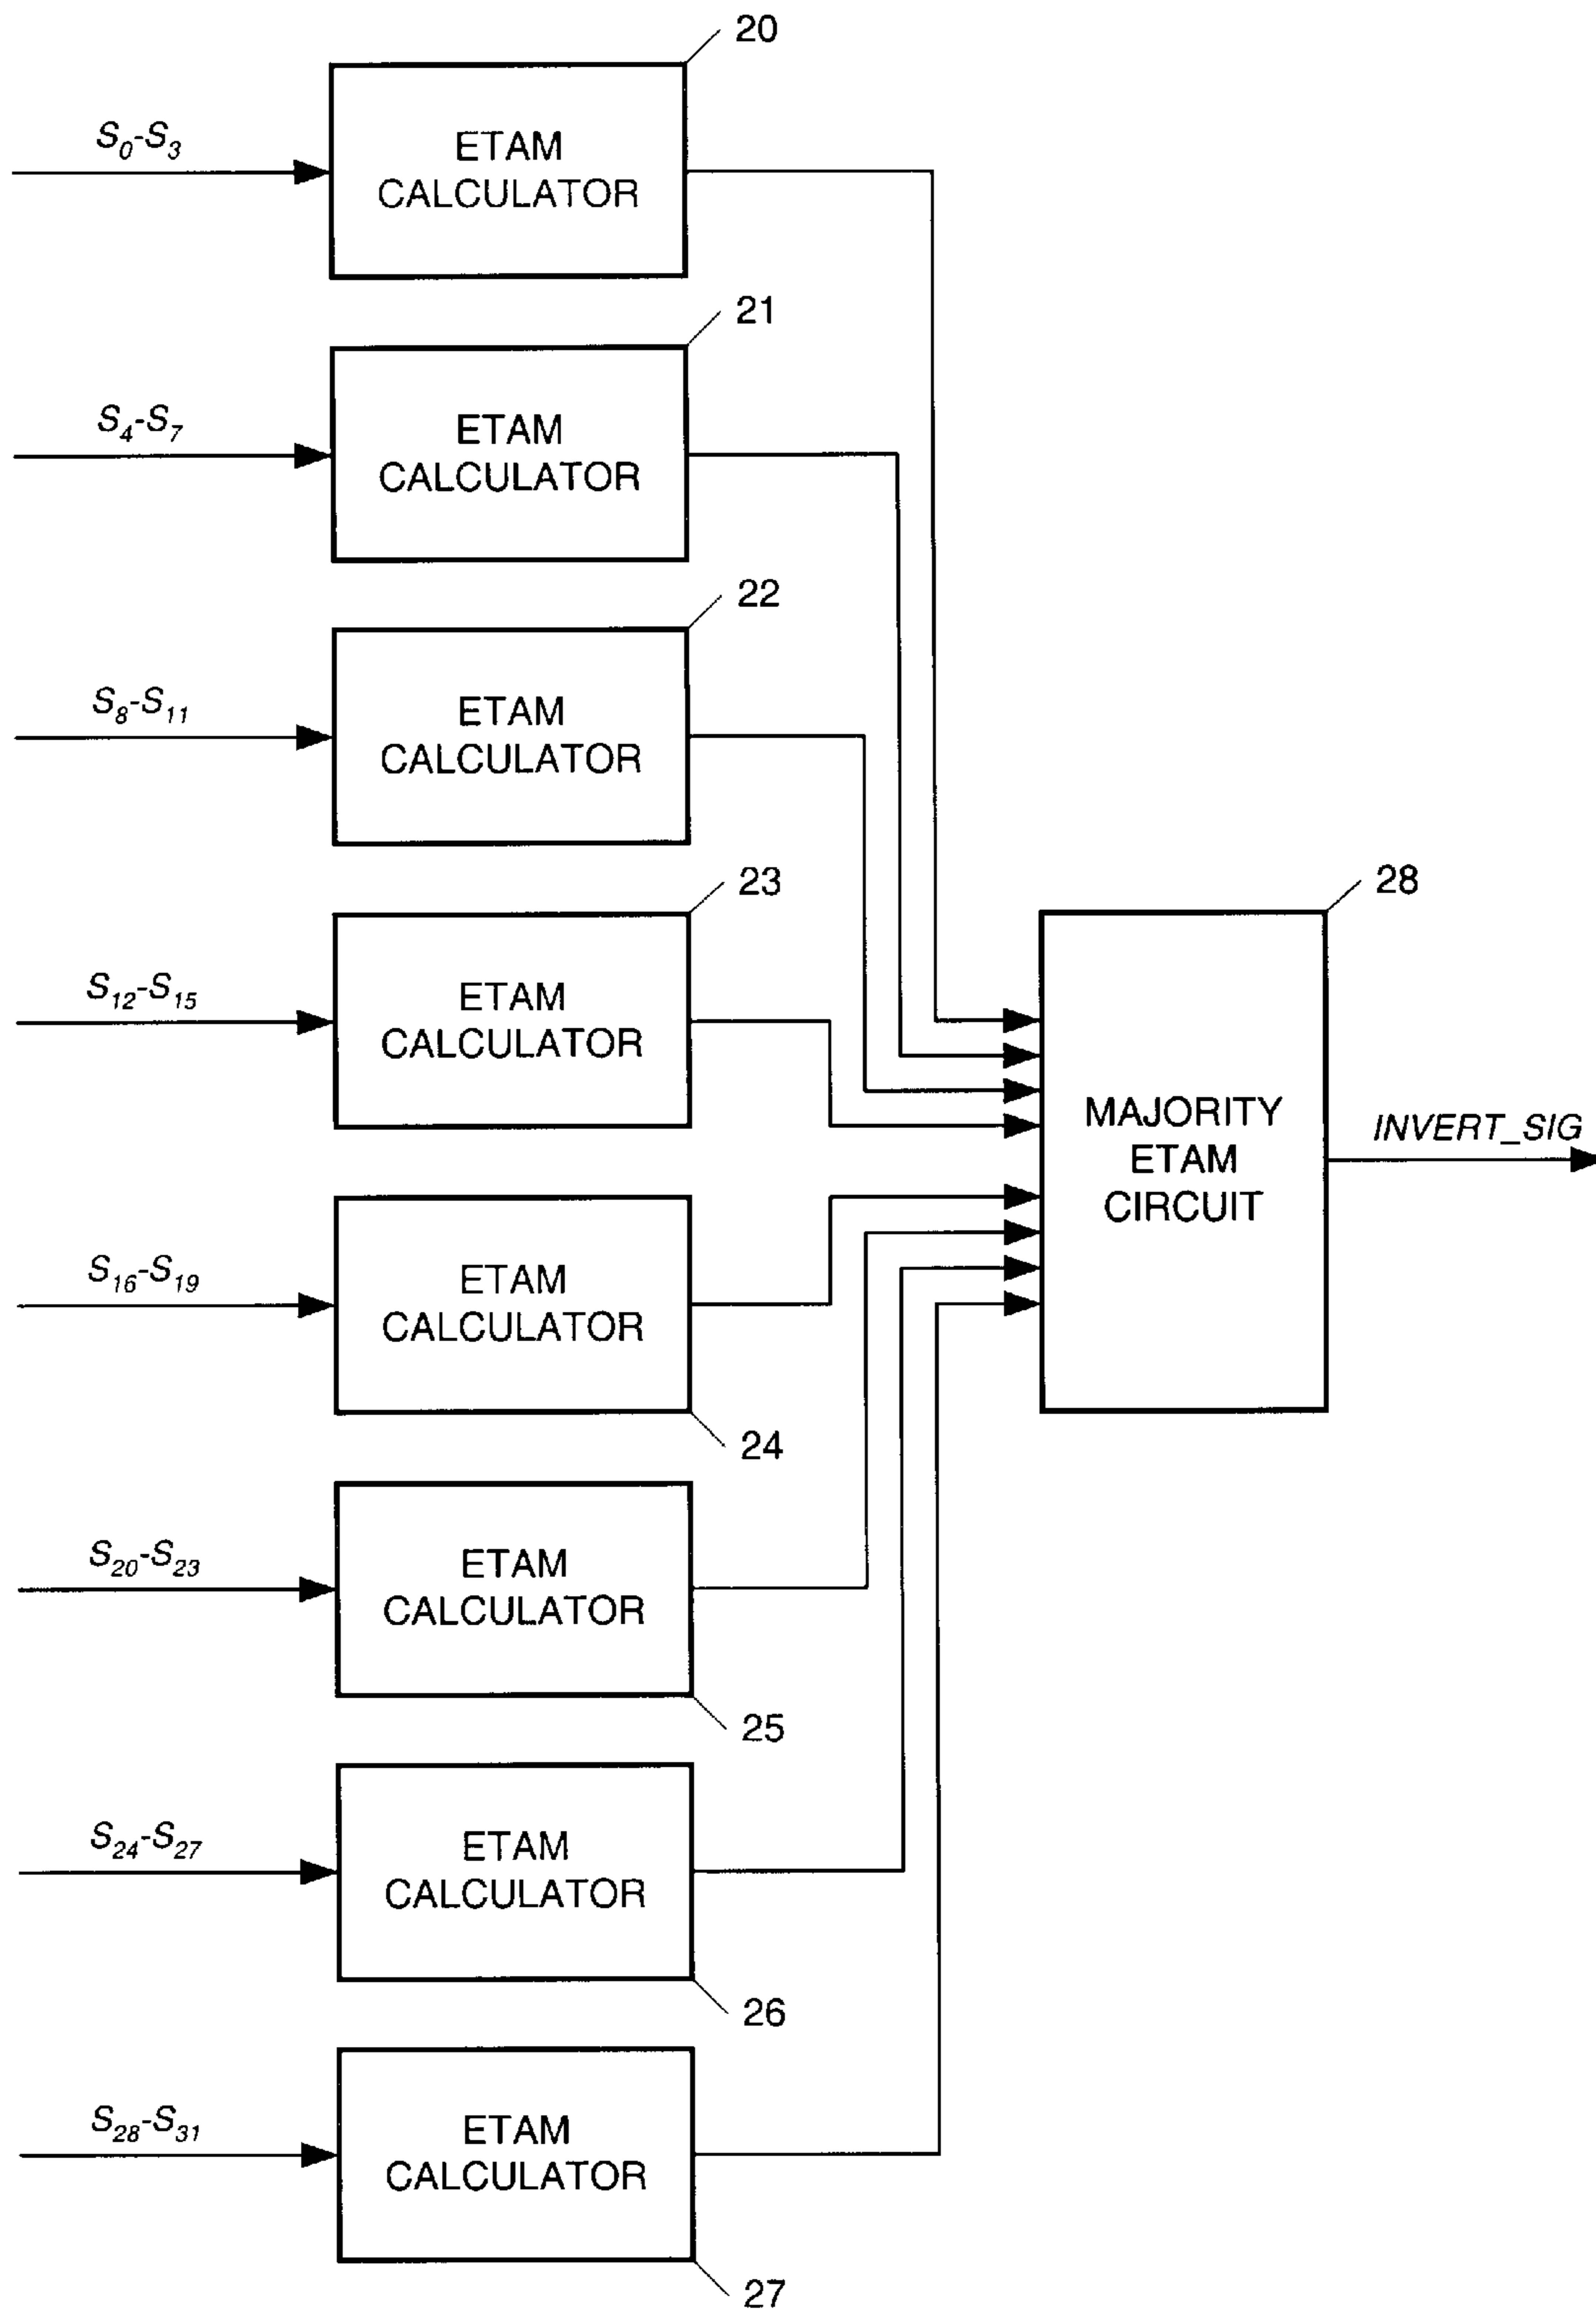 20
S₀-S₃
ETAM
CALCULATOR
21
S₄-S₇
ETAM
CALCULATOR
22
S₈-S₁₁
ETAM
CALCULATOR
23
S₁₂-S₁₅
ETAM
CALCULATOR
28
MAJORITY
ETAM
CIRCUIT
INVERT_SIG
S₁₆-S₁₉
ETAM
CALCULATOR
24
S₂₀-S₂₃
ETAM
CALCULATOR
25
S₂₄-S₂₇
ETAM
CALCULATOR
26
S₂₈-S₃₁
ETAM
CALCULATOR
27